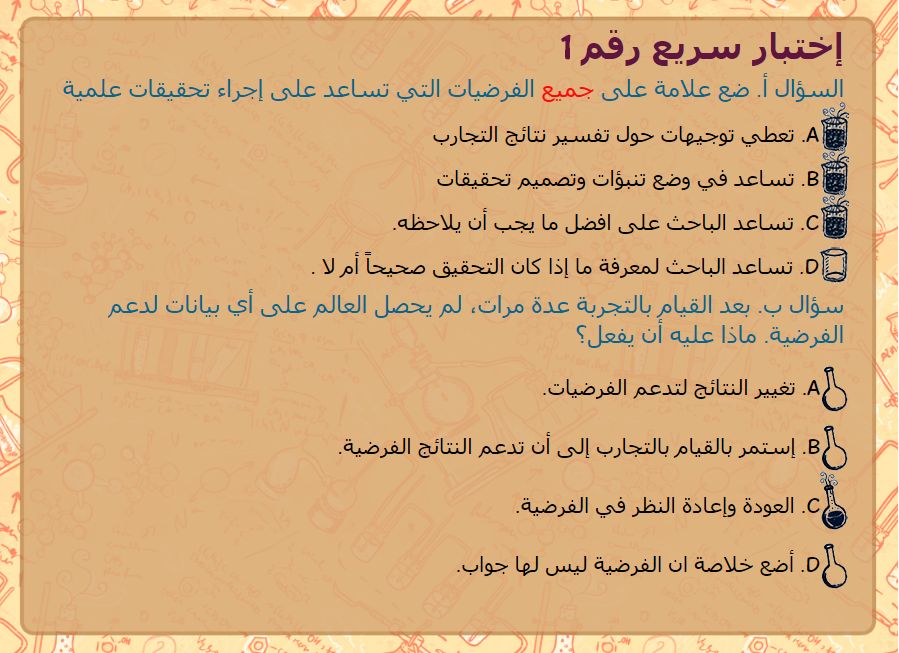 إختبار سريع رقم 1
السؤال أ. ضع علامة على جميع الفرضيات التي تساعد على إجراء تحقيقات علمية
A. تعطي توجيهات حول تفسير نتائج التجارب
B. تساعد في وضع تنبؤات وتصميم تحقيقات
C. تساعد الباحث على افضل ما يجب أن يلاحظه.
D. تساعد الباحث لمعرفة ما إذا كان التحقيق صحيحاً أم لا .
سؤال ب. بعد القيام بالتجربة عدة مرات، لم يحصل العالم على أي بيانات لدعم
الفرضية. ماذا عليه أن يفعل؟
A. تغيير النتائج لتدعم الفرضيات.
B. إستمر بالقيام بالتجارب إلى أن تدعم النتائج الفرضية.
C. العودة وإعادة النظر في الفرضية.
D. أضع خلاصة ان الفرضية ليس لها جواب.